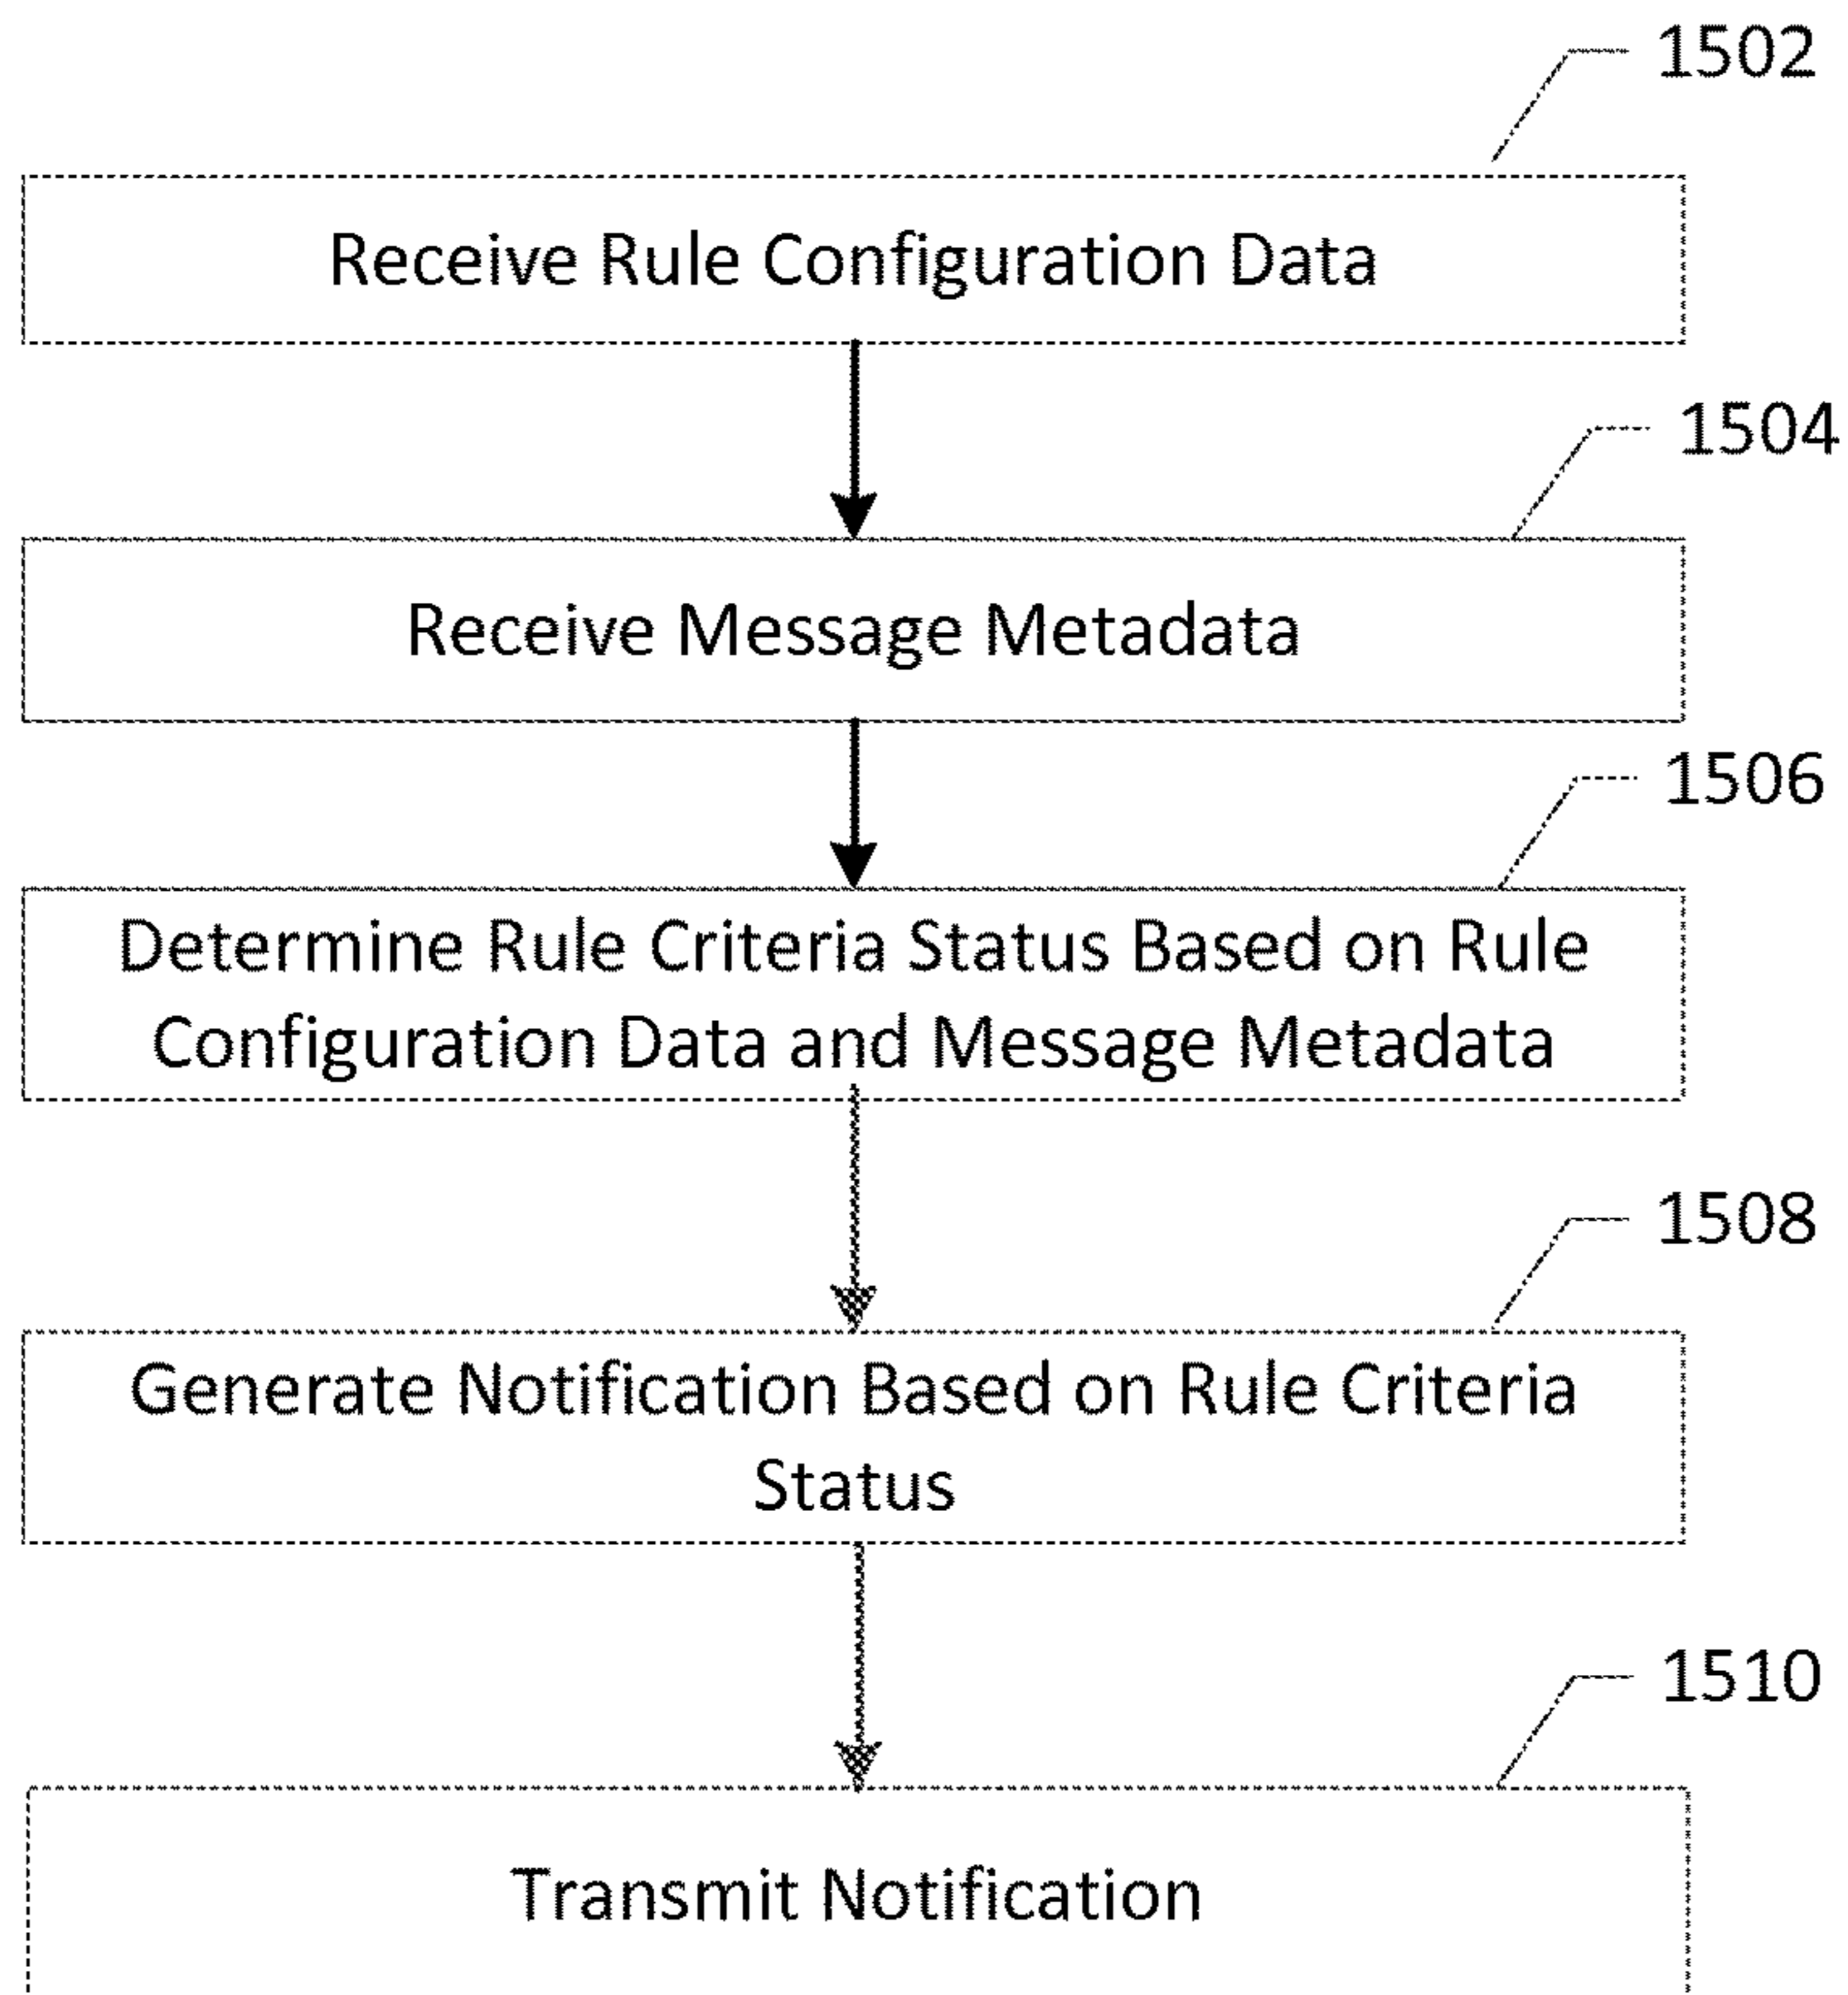 1502
Receive Rule Configuration Data
1504
Receive Message Metadata
1506
Determine Rule Criteria Status Based on Rule
Configuration Data and Message Metadata
1508
Generate Notification Based on Rule Criteria
Status
1510
Transmit Notification